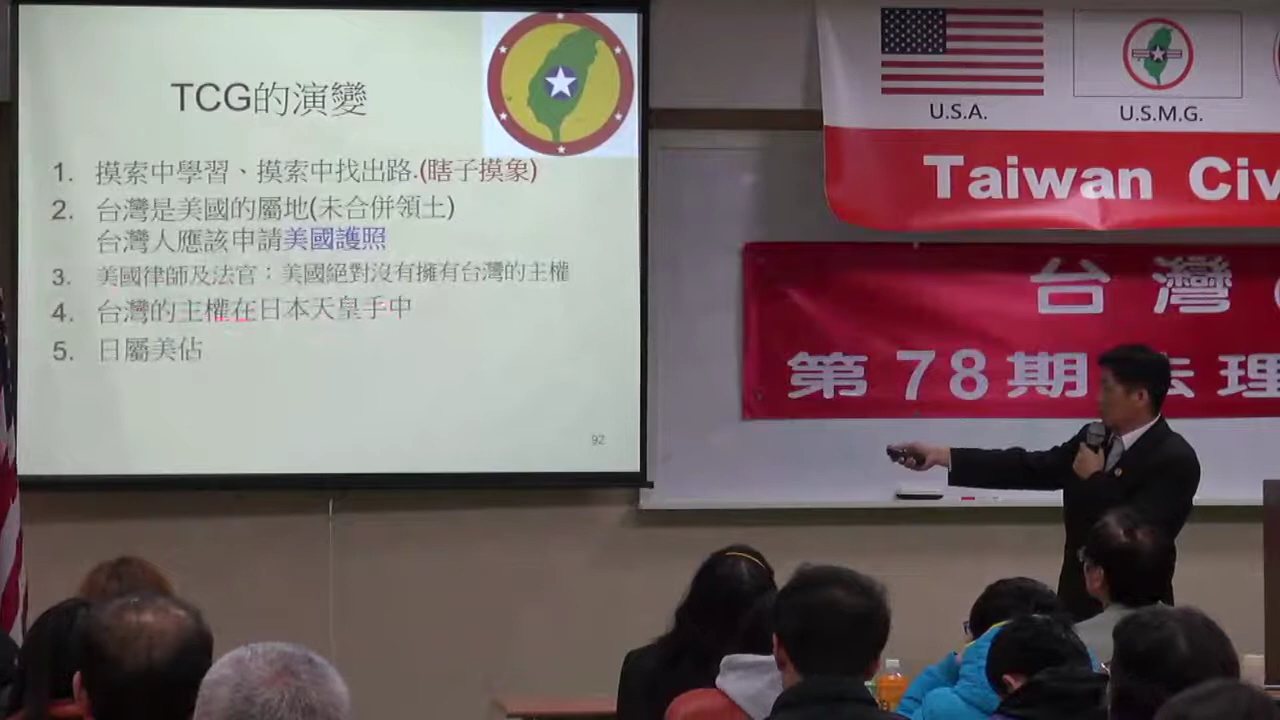 TCG的演變
1. 摸索中學習、摸索中找出路.(瞎子摸象)
2. 台灣是美國的屬地(未合併領土)
台灣人應該申請美國護照
3. 美國律師及法官：美國絕對沒有擁有台灣的主權
4. 台灣的主權在日本天皇手中
5. 日屬美佔
92
U.S.A.
U.S.M.G.
Taiwan Civ
台灣
第78期法理